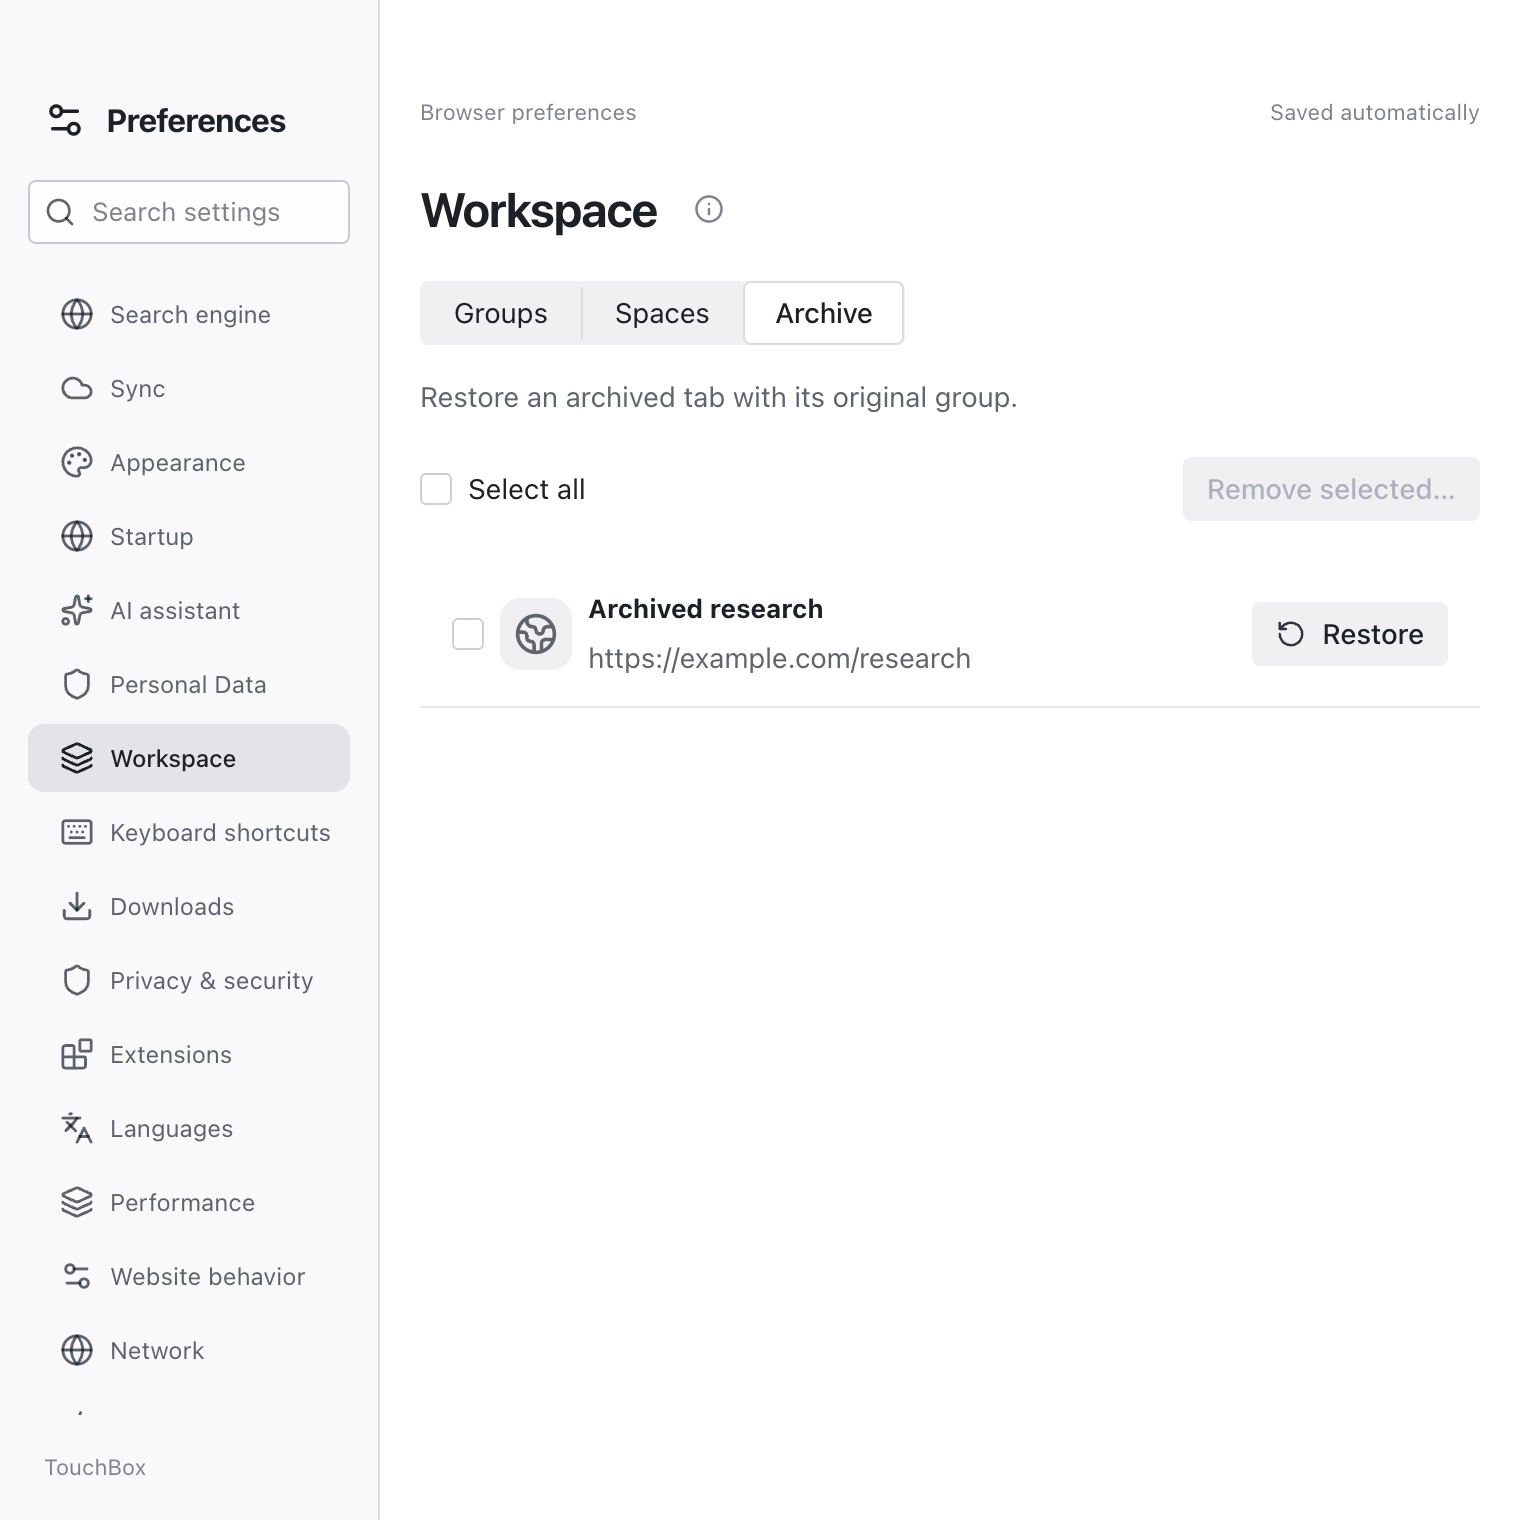 Preferences
Search settings
Search engine
Sync
Appearance
Startup
AI assistant
Personal Data
Workspace
Keyboard shortcuts
Downloads
Privacy & security
Extensions
Languages
Performance
Website behavior
Network
TouchBox
Browser preferences
Saved automatically
Workspace
Groups
Spaces
Archive
Restore an archived tab with its original group.
Select all
Remove selected...
Archived research
https://example.com/research
Restore